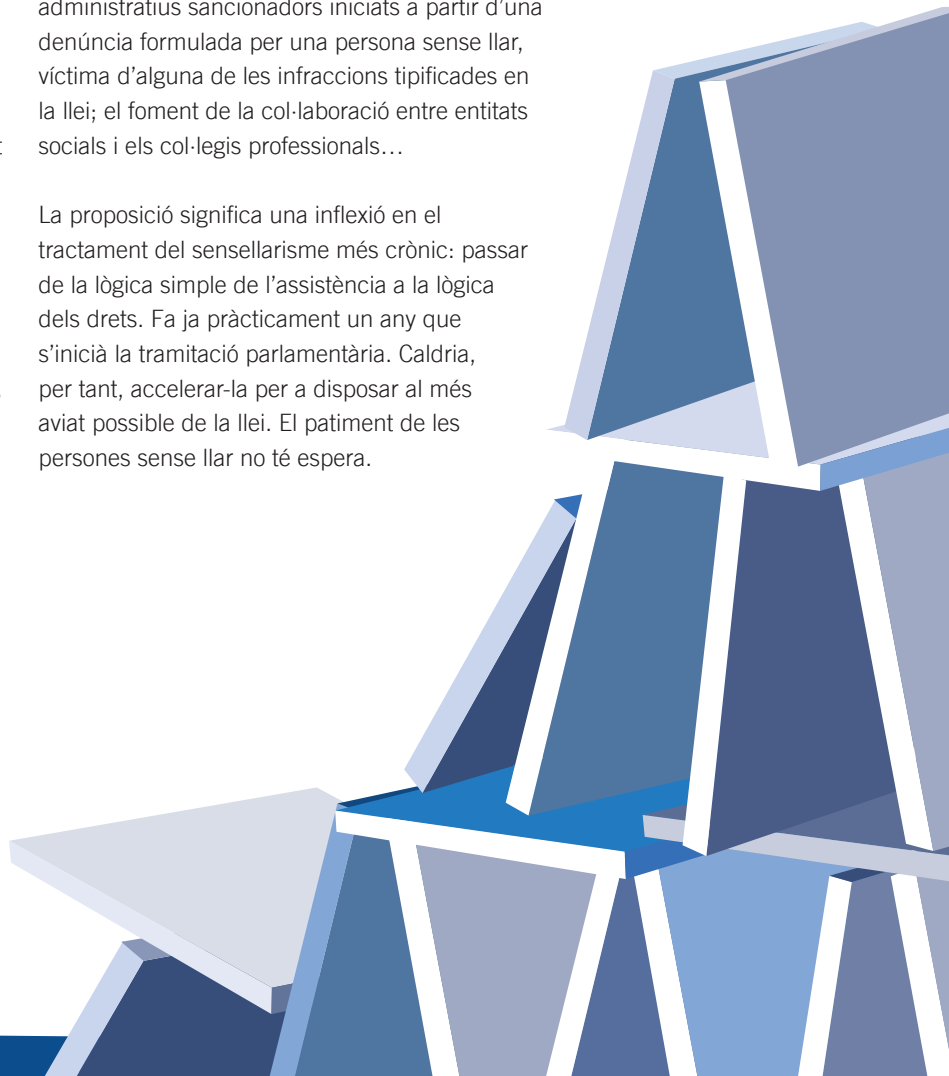 administratius sancionadors iniciats a partir d’una
denúncia formulada per una persona sense llar,
víctima d’alguna de les infraccions tipificades en
la llei; el foment de la col·laboració entre entitats
socials i els col·legis professionals…
La proposició significa una inflexió en el
tractament del sensellarisme més crònic: passar
de la lògica simple de l’assistència a la lògica
dels drets. Fa ja pràcticament un any que
s’inicià la tramitació parlamentària. Caldria,
per tant, accelerar-la per a disposar al més
aviat possible de la llei. El patiment de les
persones sense llar no té espera.